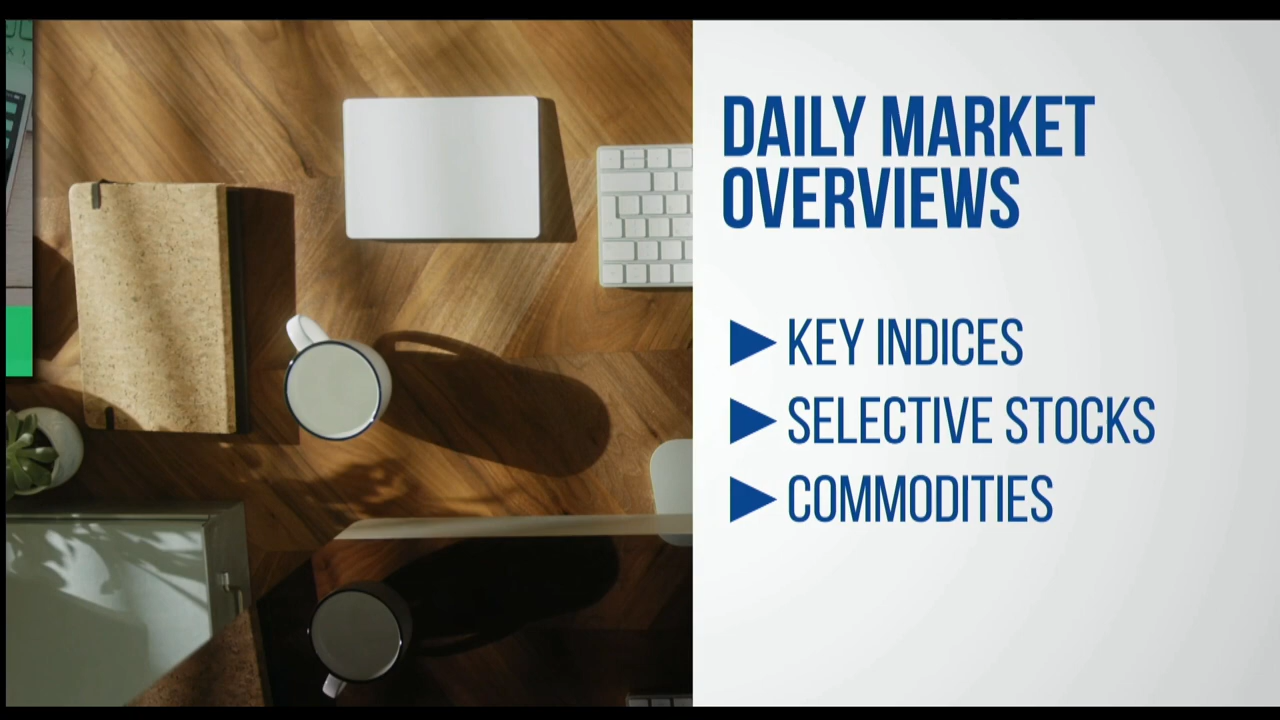 DAILY MARKET
OVERVIEWS
KEY INDICES
SELECTIVE STOCKS
COMMODITIES